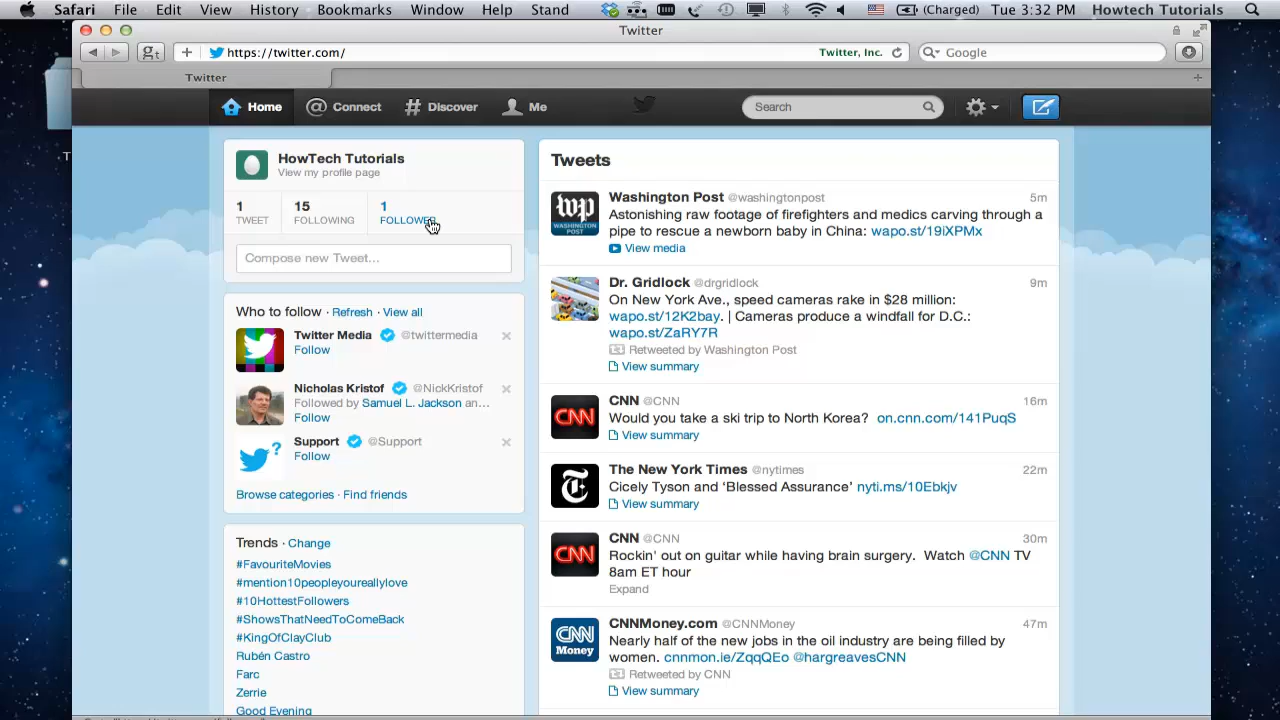 Safari File Edit View History Bookmarks Window Help Stand (Charged) Tue 3:32 PM Howtech Tutorials
Twitter
https://twitter.com/ Twitter, Inc. Google
Twitter
Home @ Connect # Discover Me Search
HowTech Tutorials
View my profile page
1 15 1
TWEET FOLLOWING FOLLOWER
Compose new Tweet...
Who to follow · Refresh · View all
Twitter Media @twittermedia
Follow
Nicholas Kristof @NickKristof
Followed by Samuel L. Jackson an...
Follow
Support @Support
Follow
Browse categories · Find friends
Trends · Change
#FavouriteMovies
#mention10peopleyoureallylove
#10HottestFollowers
#ShowsThatNeedToComeBack
#KingOfClayClub
Rubén Castro
Farc
Zerrie
Good Evening
Tweets
Washington Post @washingtonpost 5m
Astonishing raw footage of firefighters and medics carving through a
pipe to rescue a newborn baby in China: wapo.st/19iXPMx
View media
Dr. Gridlock @drgridlock 9m
On New York Ave., speed cameras rake in $28 million:
wapo.st/12K2bay. | Cameras produce a windfall for D.C.:
wapo.st/ZaRY7R
Retweeted by Washington Post
View summary
CNN @CNN 16m
Would you take a ski trip to North Korea? on.cnn.com/141PuqS
View summary
The New York Times @nytimes 22m
Cicely Tyson and ‘Blessed Assurance’ nyti.ms/10Ebkjv
View summary
CNN @CNN 30m
Rockin' out on guitar while having brain surgery. Watch @CNN TV
8am ET hour
Expand
CNNMoney.com @CNNMoney 47m
Nearly half of the new jobs in the oil industry are being filled by
women. cnnmon.ie/ZqqQEo @hargreavesCNN
Retweeted by CNN
View summary